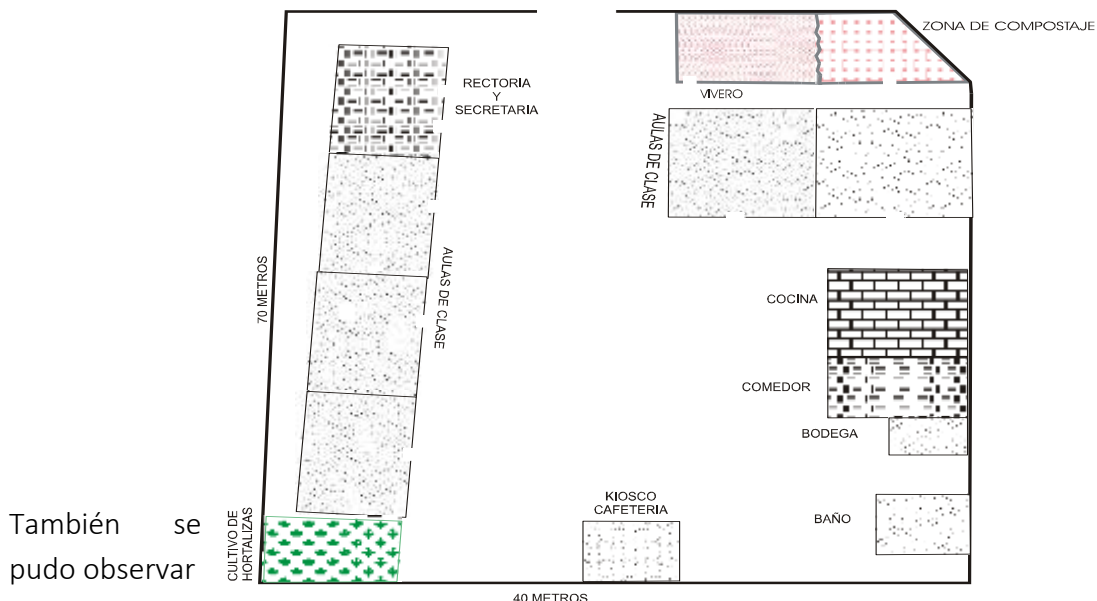 ZONA DE COMPOSTAJE
RECTORIA
Y
SECRETARIA
VIVERO
AULAS DE CLASE
70 METROS
AULAS DE CLASE
COCINA
COMEDOR
BODEGA
KIOSCO
CAFETERIA
BAÑO
CULTIVO DE
HORTALIZAS
También se
pudo observar
40 METROS